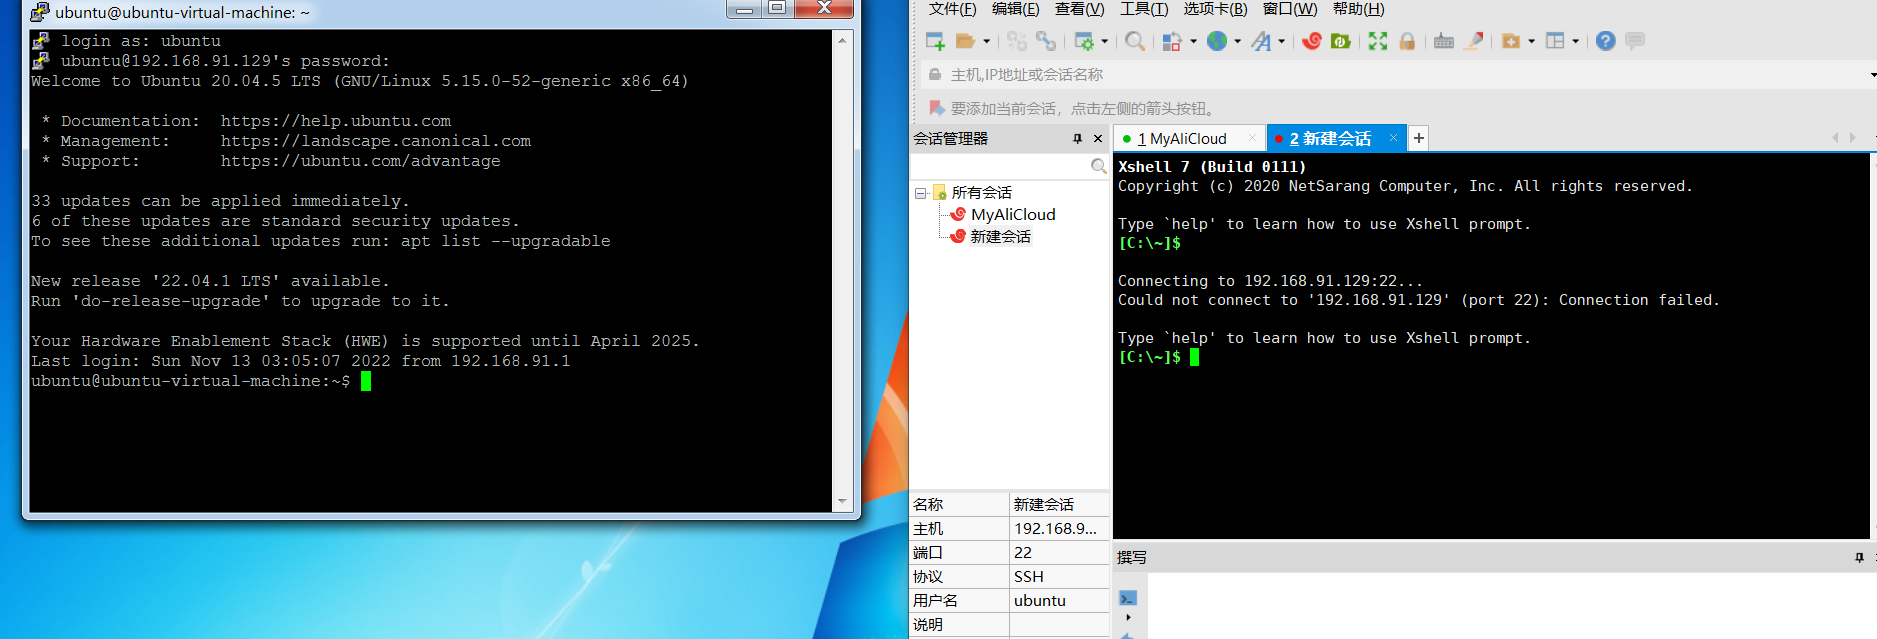 ubuntu@ubuntu-virtual-machine: ~
login as: ubuntu
ubuntu@192.168.91.129's password:
Welcome to Ubuntu 20.04.5 LTS (GNU/Linux 5.15.0-52-generic x86_64)
* Documentation:  https://help.ubuntu.com
* Management:     https://landscape.canonical.com
* Support:        https://ubuntu.com/advantage
33 updates can be applied immediately.
6 of these updates are standard security updates.
To see these additional updates run: apt list --upgradable
New release '22.04.1 LTS' available.
Run 'do-release-upgrade' to upgrade to it.
Your Hardware Enablement Stack (HWE) is supported until April 2025.
Last login: Sun Nov 13 03:05:07 2022 from 192.168.91.1
ubuntu@ubuntu-virtual-machine:~$
文件(F) 编辑(E) 查看(V) 工具(T) 选项卡(B) 窗口(W) 帮助(H)
主机,IP地址或会话名称
要添加当前会话，点击左侧的箭头按钮。
会话管理器
所有会话
MyAliCloud
新建会话
名称 新建会话
主机 192.168.9...
端口 22
协议 SSH
用户名 ubuntu
说明
1 MyAliCloud
2 新建会话
Xshell 7 (Build 0111)
Copyright (c) 2020 NetSarang Computer, Inc. All rights reserved.
Type `help' to learn how to use Xshell prompt.
[C:\~]$
Connecting to 192.168.91.129:22...
Could not connect to '192.168.91.129' (port 22): Connection failed.
Type `help' to learn how to use Xshell prompt.
[C:\~]$
撰写